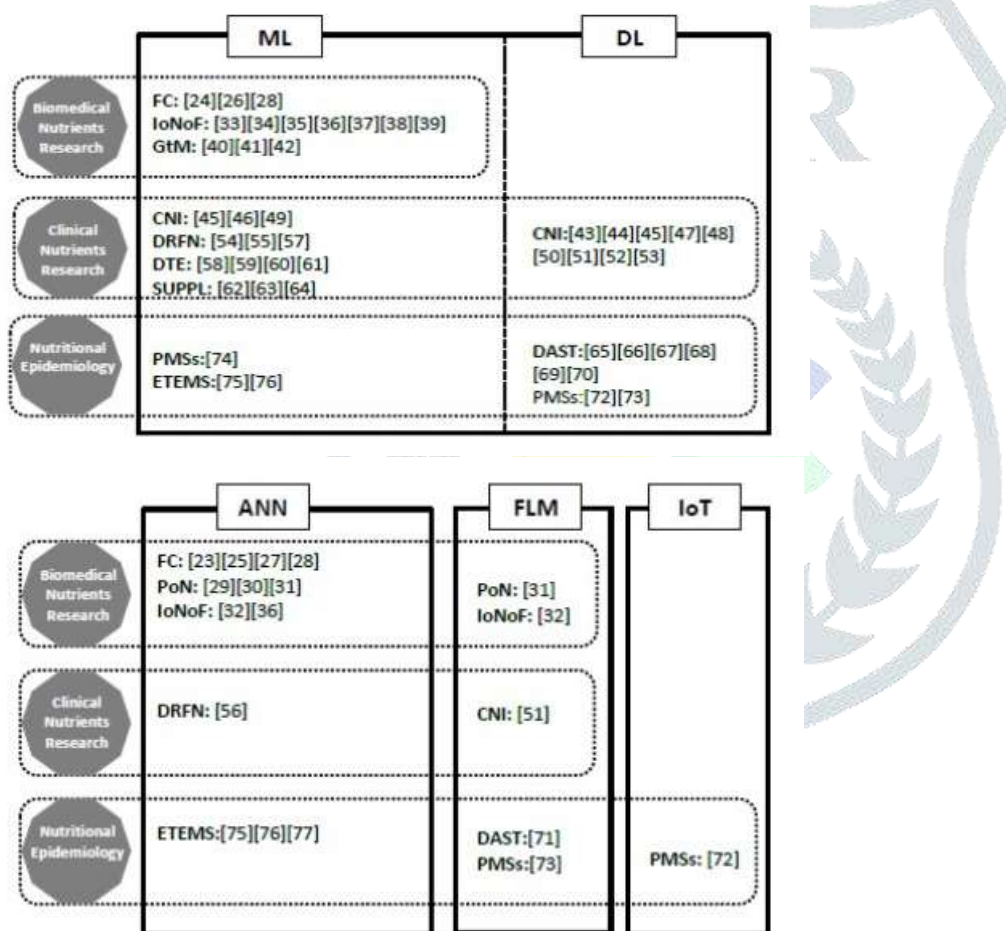 ML
DL
Biomedical
Nutrients
Research
FC: [24][26][28]
IoNoF: [33][34][35][36][37][38][39]
GtM: [40][41][42]
Clinical
Nutrients
Research
CNI: [45][46][49]
DRFN: [54][55][57]
DTE: [58][59][60][61]
SUPPL: [62][63][64]
CNI:[43][44][45][47][48]
[50][51][52][53]
Nutritional
Epidemiology
PMSs:[74]
ETEMS:[75][76]
DAST:[65][66][67][68]
[69][70]
PMSs:[72][73]
ANN
FLM
IoT
Biomedical
Nutrients
Research
FC: [23][25][27][28]
PoN: [29][30][31]
IoNoF: [32][36]
PoN: [31]
IoNoF: [32]
Clinical
Nutrients
Research
DRFN: [56]
CNI: [51]
Nutritional
Epidemiology
ETEMS:[75][76][77]
DAST:[71]
PMSs:[73]
PMSs: [72]
R